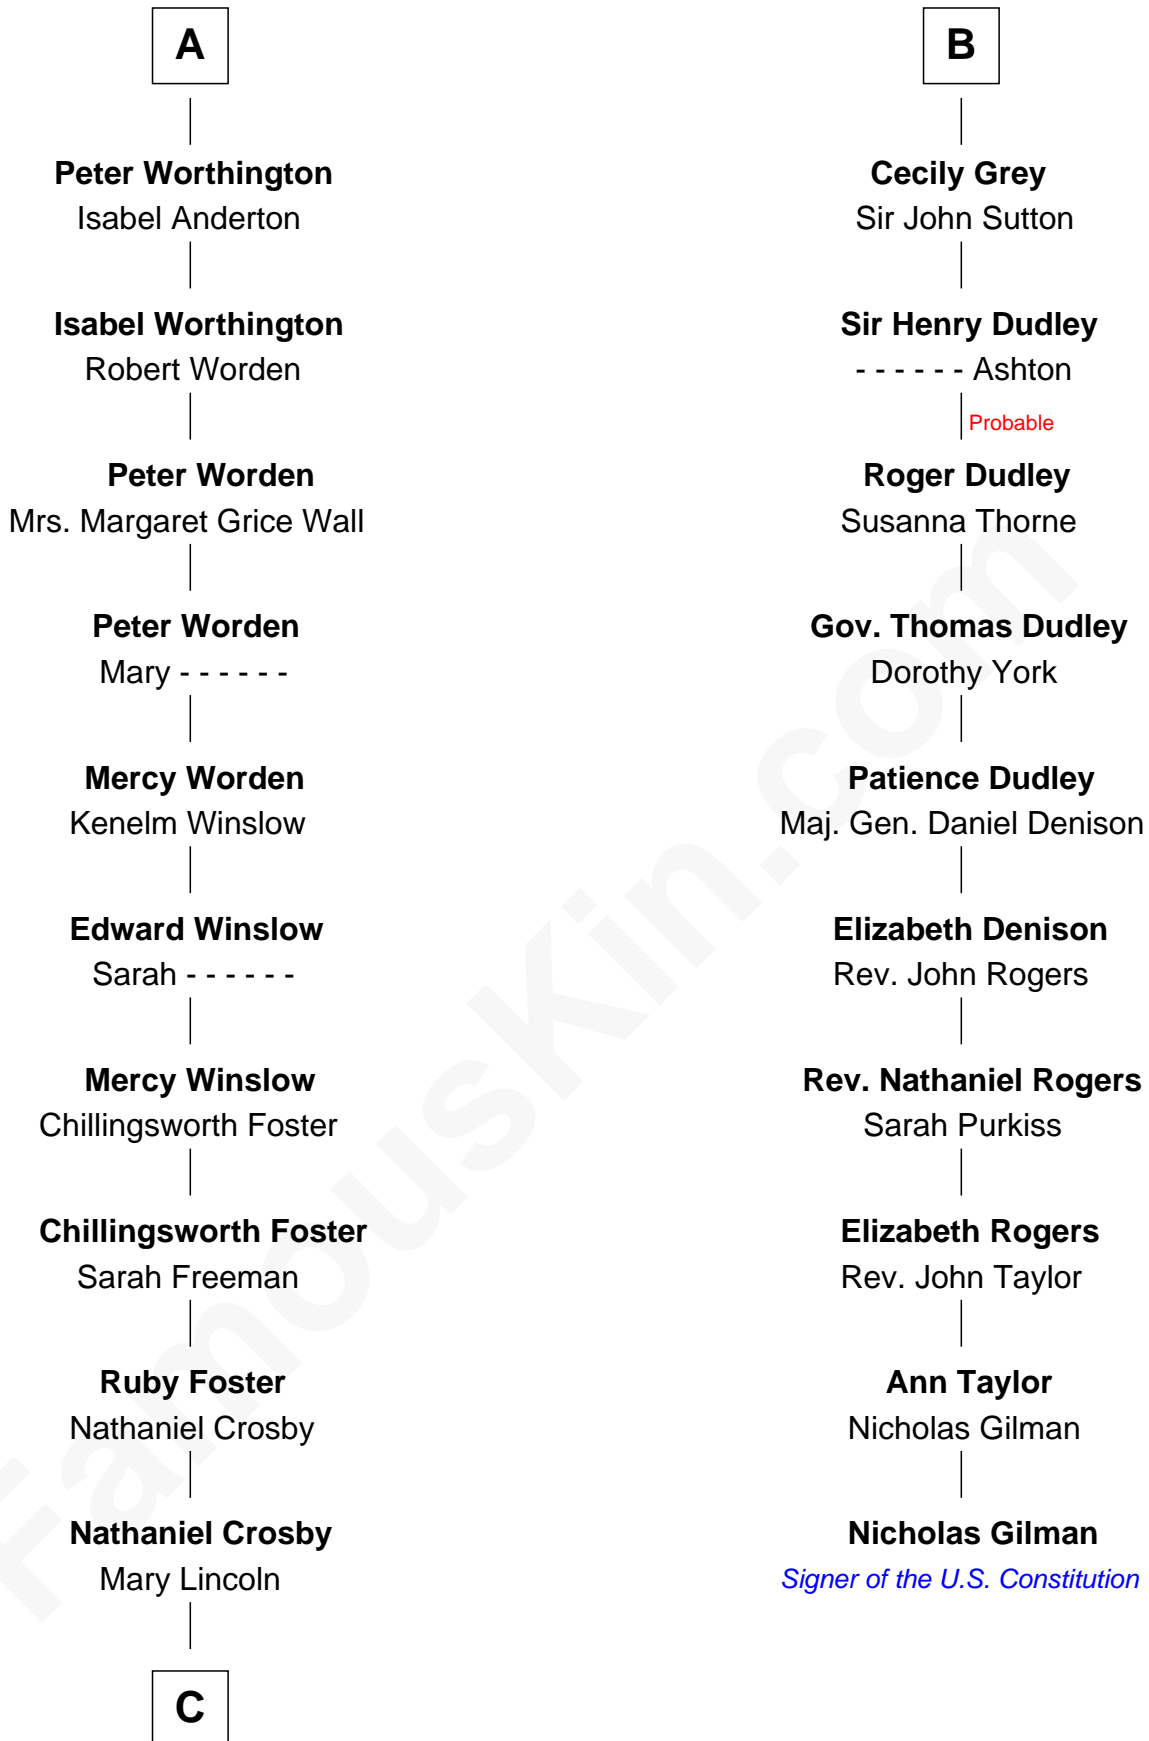 A
Peter Worthington
Isabel Anderton
Isabel Worthington
Robert Worden
Peter Worden
Mrs. Margaret Grice Wall
Peter Worden
Mary - - - - - -
Mercy Worden
Kenelm Winslow
Edward Winslow
Sarah - - - - - -
Mercy Winslow
Chillingsworth Foster
Chillingsworth Foster
Sarah Freeman
Ruby Foster
Nathaniel Crosby
Nathaniel Crosby
Mary Lincoln
C
B
Cecily Grey
Sir John Sutton
Sir Henry Dudley
- - - - - - Ashton
Probable
Roger Dudley
Susanna Thorne
Gov. Thomas Dudley
Dorothy York
Patience Dudley
Maj. Gen. Daniel Denison
Elizabeth Denison
Rev. John Rogers
Rev. Nathaniel Rogers
Sarah Purkiss
Elizabeth Rogers
Rev. John Taylor
Ann Taylor
Nicholas Gilman
Nicholas Gilman
Signer of the U.S. Constitution
FamousKin.com